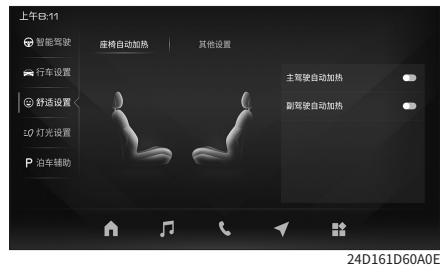 上午8:11
智能驾驶
座椅自动加热
其他设置
行车设置
主驾驶自动加热
舒适设置
副驾驶自动加热
灯光设置
P 泊车辅助
24D161D60A0E